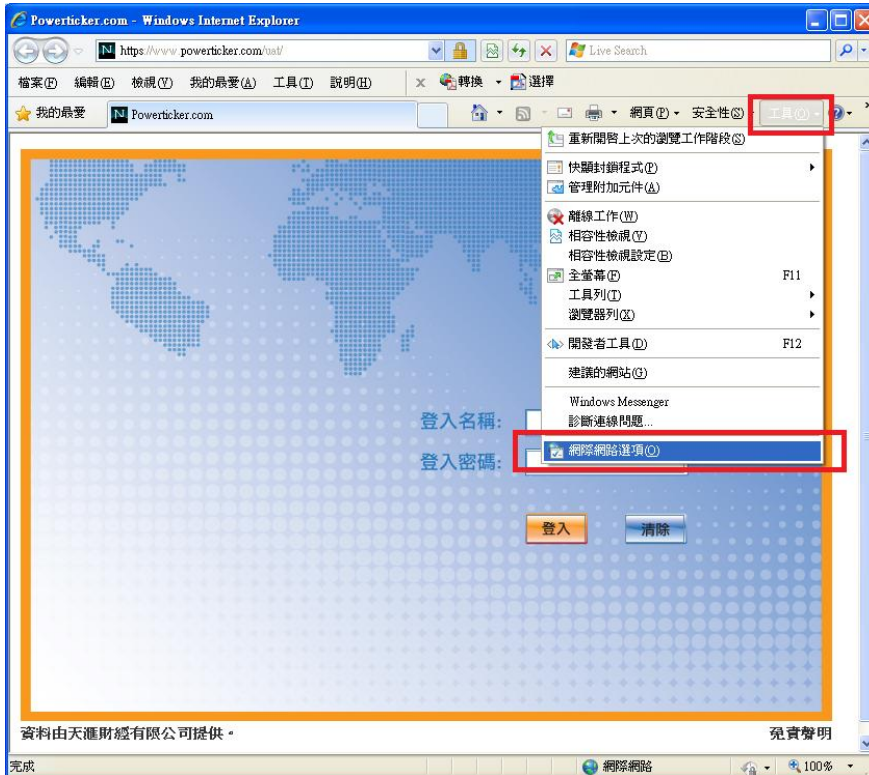 Powerticker.com - Windows Internet Explorer
https://www.powerticker.com/uat/
Live Search
檔案(F) 編輯(E) 檢視(V) 我的最愛(A) 工具(T) 說明(H) x 轉換 選擇
我的最愛 Powerticker.com 網頁(P) 安全性(S) 工具(O)
重新開啟上次的瀏覽工作階段(S)
快顯封鎖程式(P)
管理附加元件(A)
離線工作(W)
相容性檢視(V)
相容性檢視設定(B)
全螢幕(F) F11
工具列(T)
瀏覽器列(X)
開發者工具(D) F12
建議的網站(G)
Windows Messenger
診斷連線問題...
網際網路選項(O)
登入名稱:
登入密碼:
登入 清除
資料由天滙財經有限公司提供。 免責聲明
完成 網際網路 100%